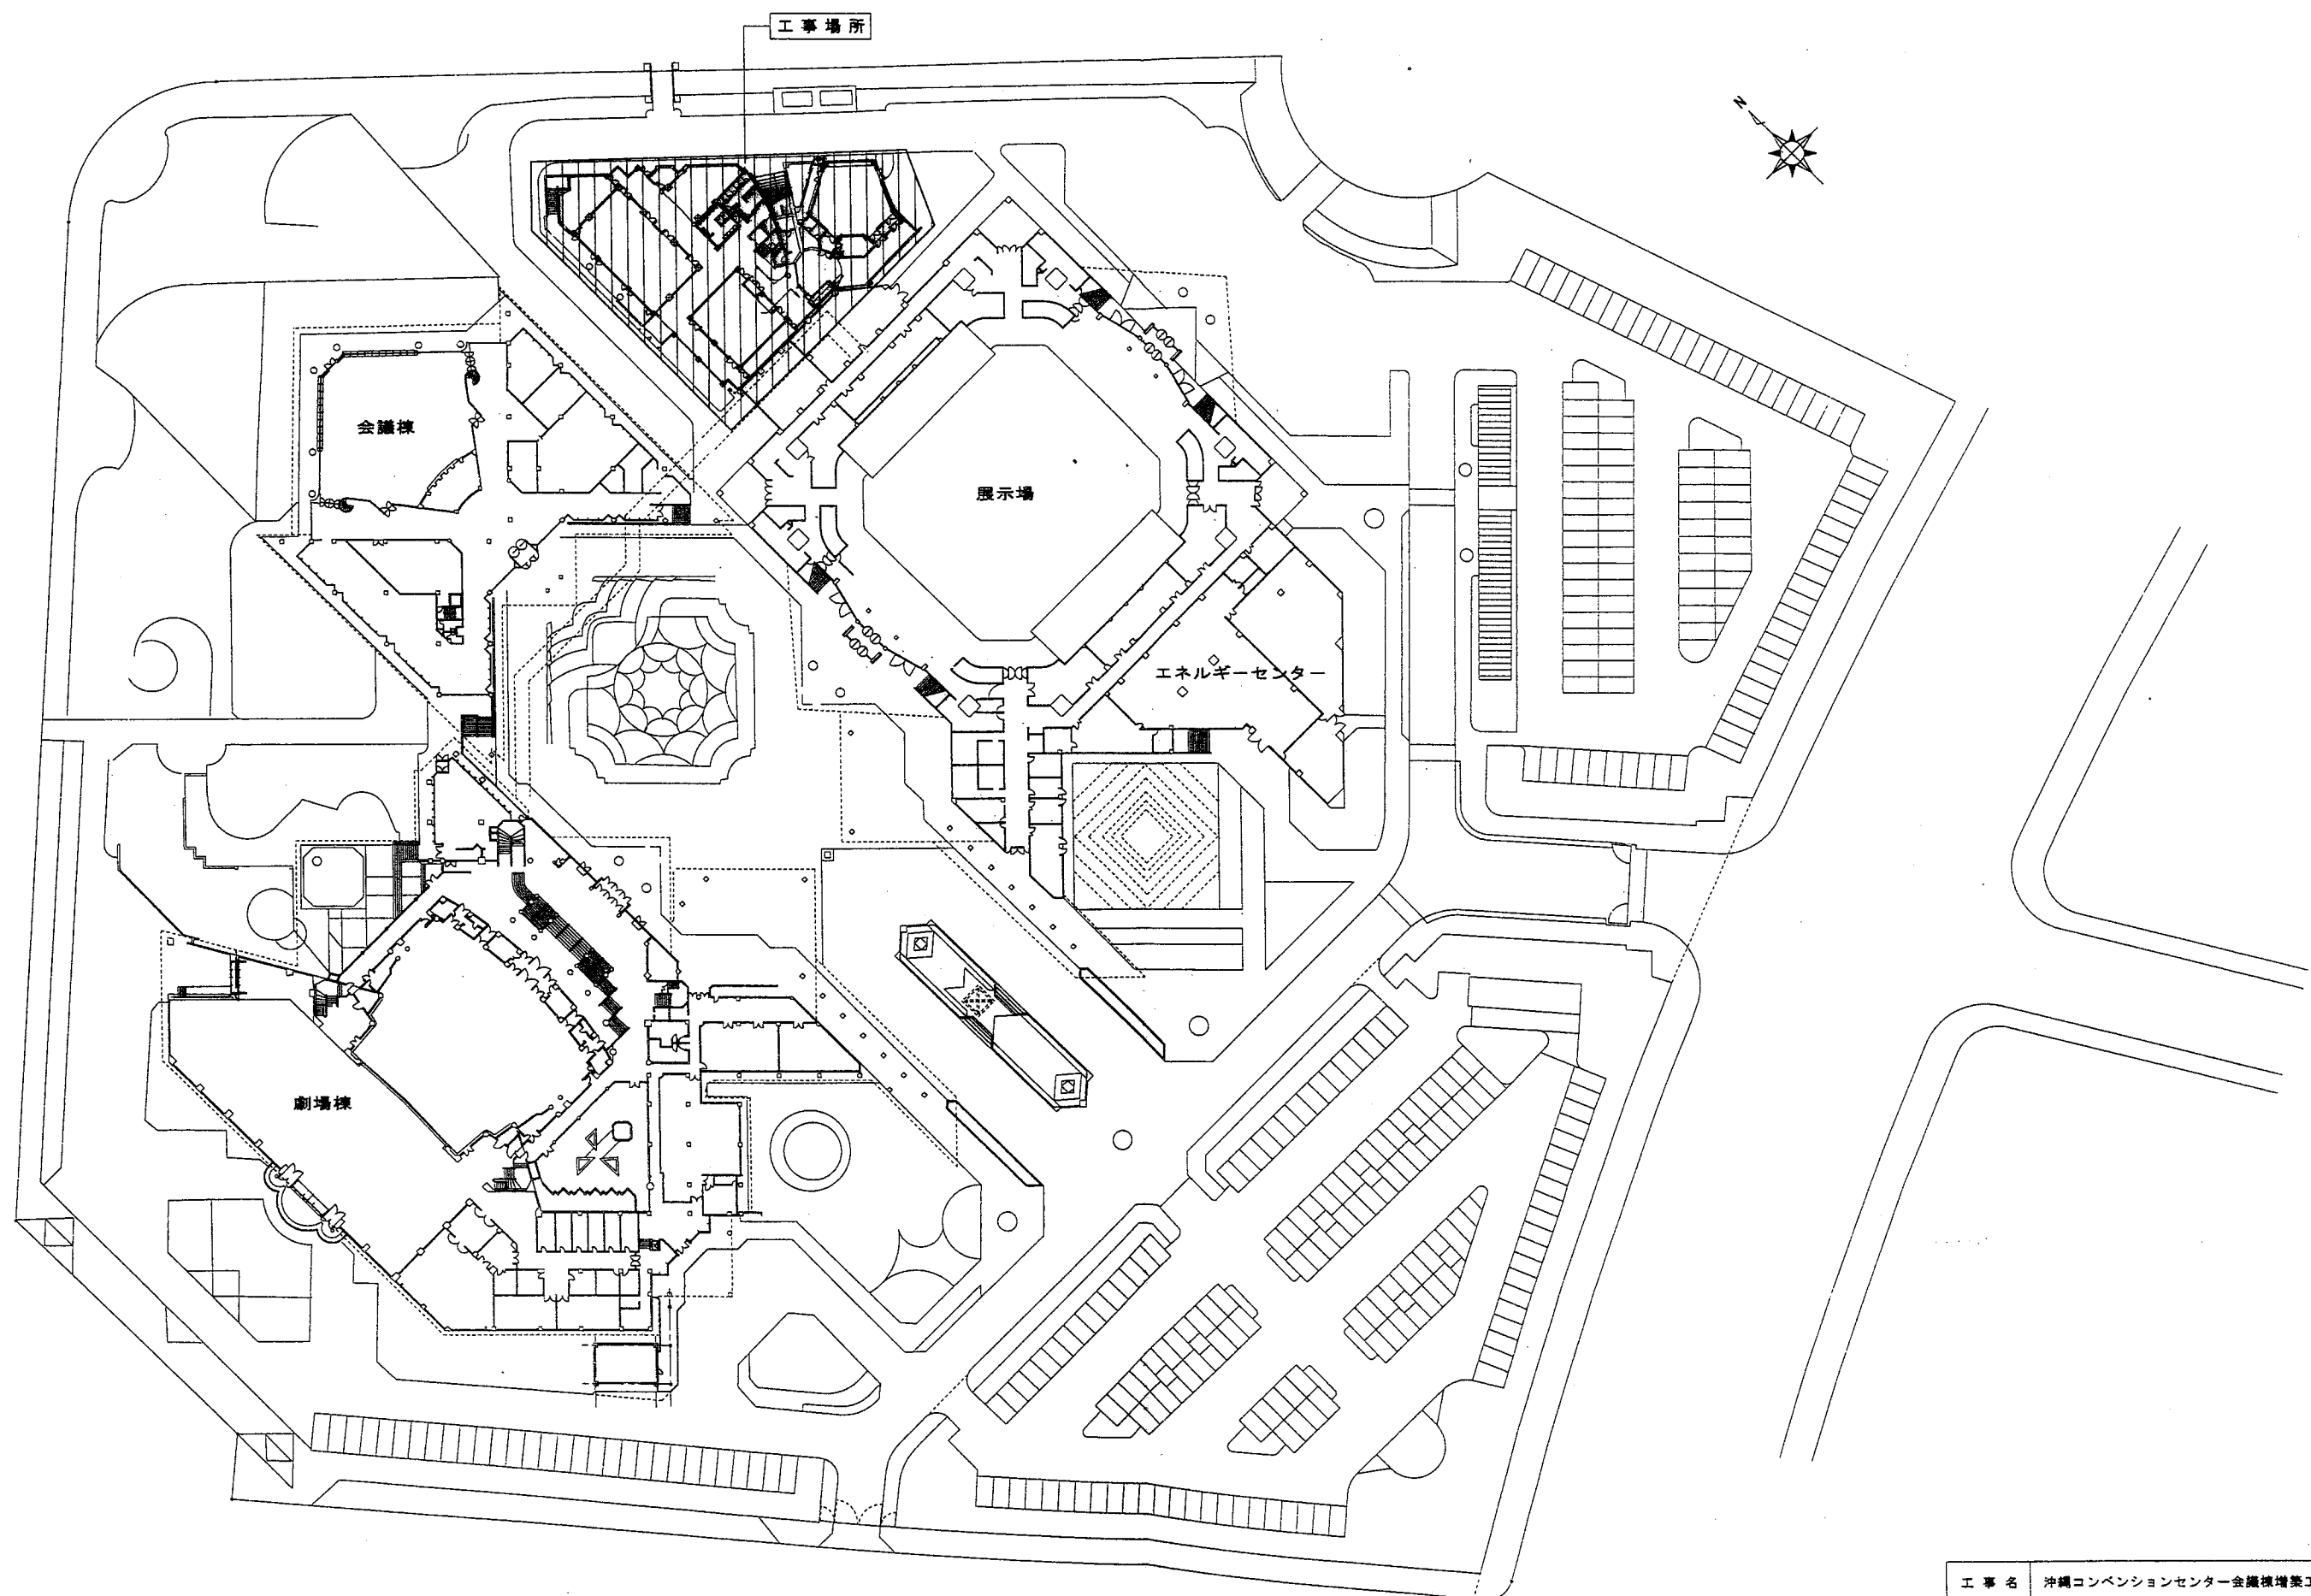 工事場所
N
会議棟
展示場
エネルギーセンター
劇場棟
工事名 沖縄コンベンションセンター会議棟増築工